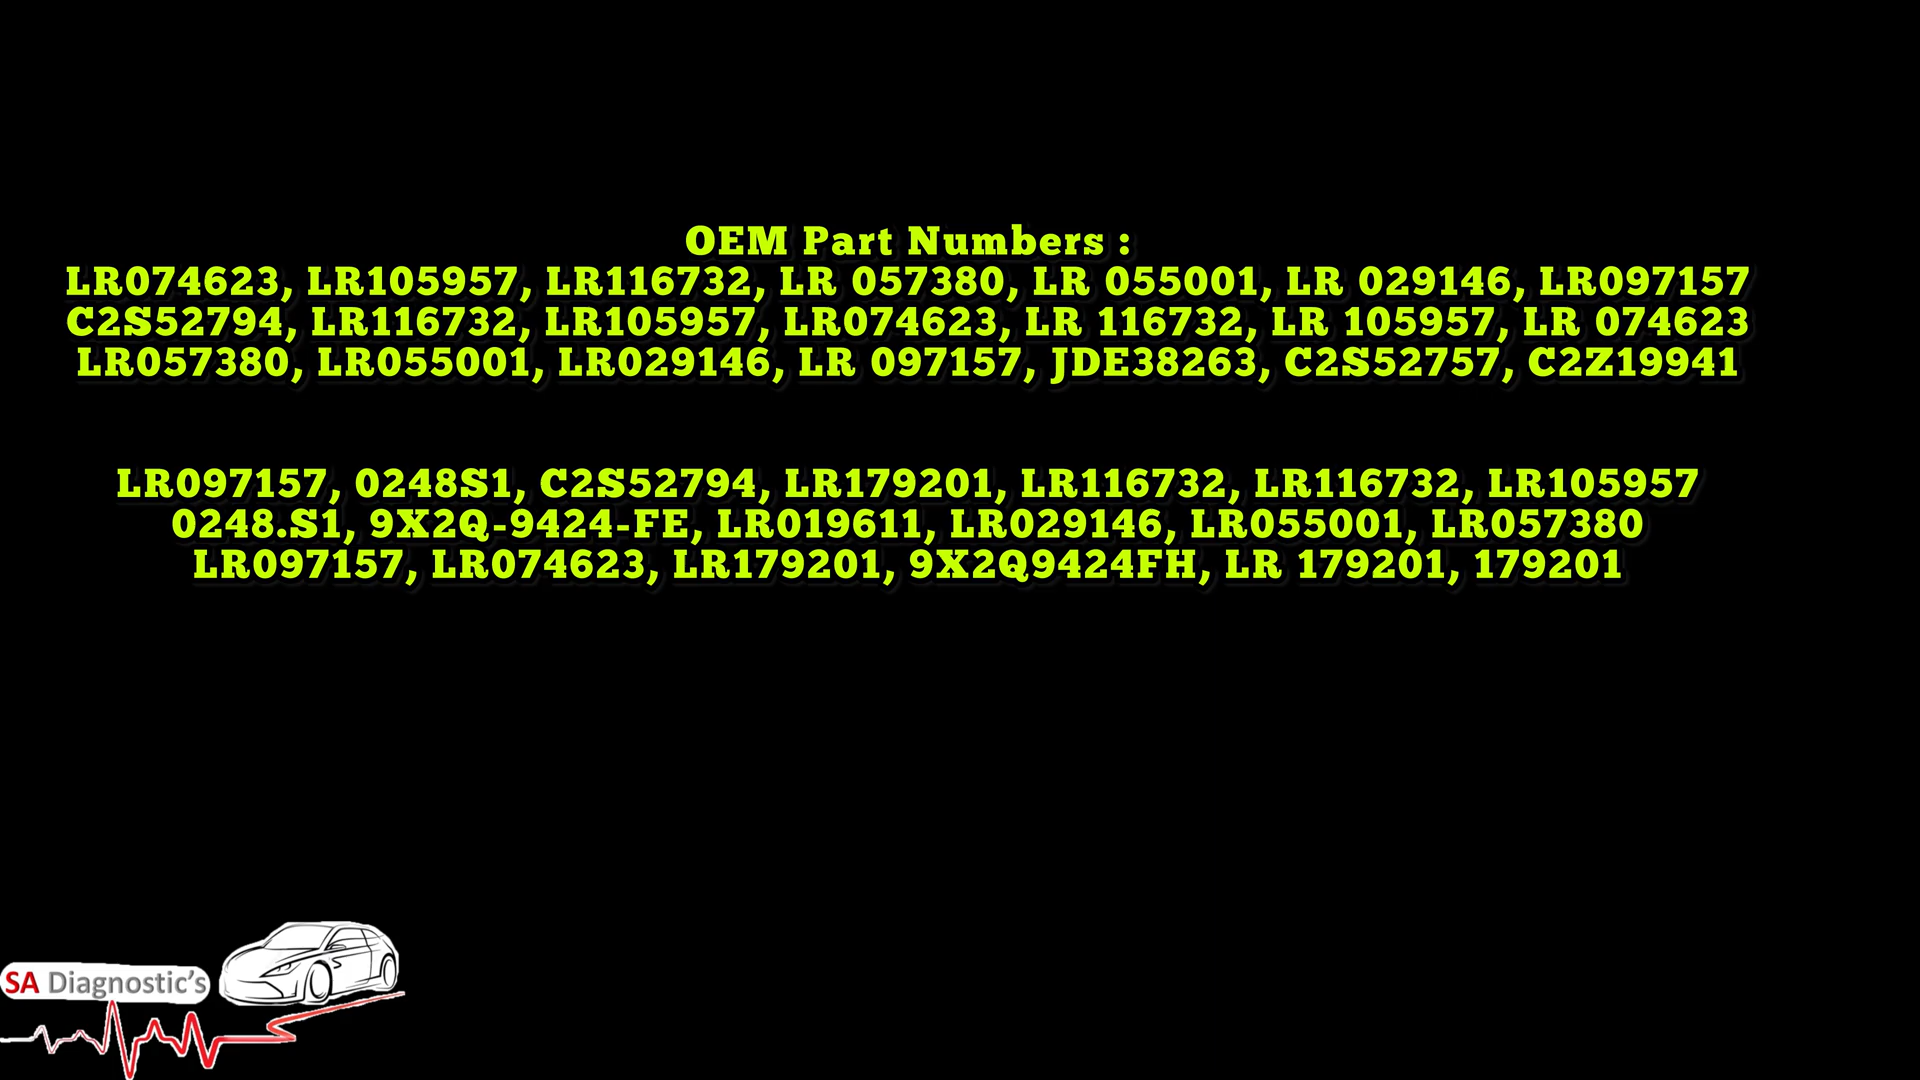 OEM Part Numbers :
LR074623, LR105957, LR116732, LR 057380, LR 055001, LR 029146, LR097157
C2S52794, LR116732, LR105957, LR074623, LR 116732, LR 105957, LR 074623
LR057380, LR055001, LR029146, LR 097157, JDE38263, C2S52757, C2Z19941
LR097157, 0248S1, C2S52794, LR179201, LR116732, LR116732, LR105957
0248.S1, 9X2Q-9424-FE, LR019611, LR029146, LR055001, LR057380
LR097157, LR074623, LR179201, 9X2Q9424FH, LR 179201, 179201
SA Diagnostic's